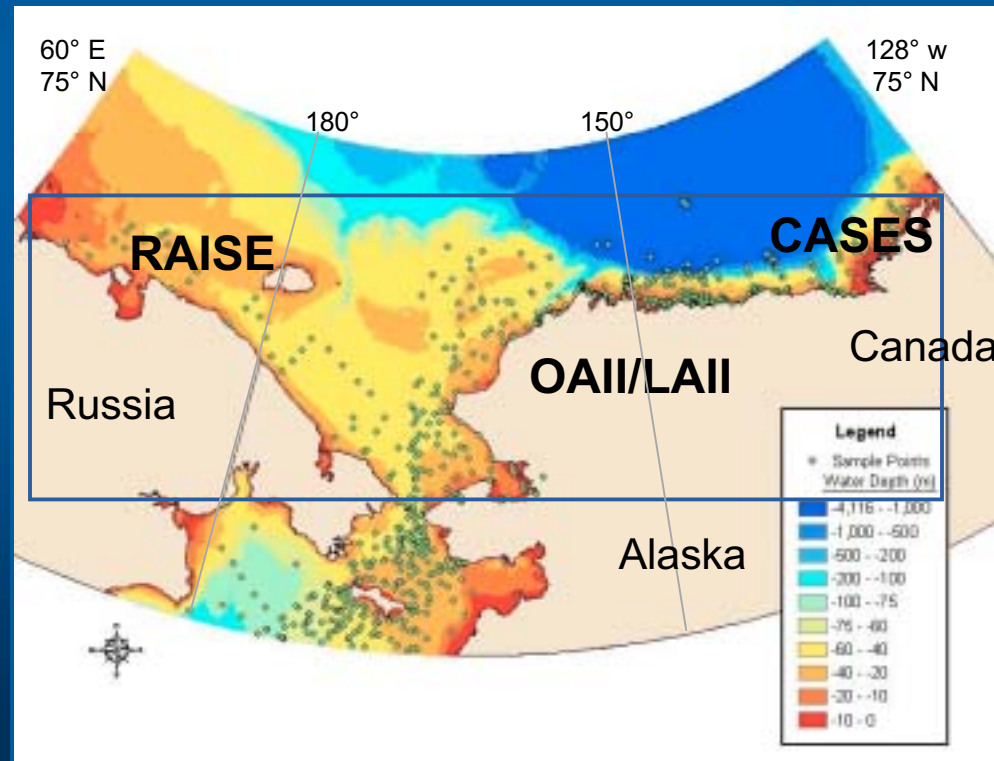 60° E
75° N
128° w
75° N
180°
150°
RAISE
CASES
Canada
OAII/LAII
Russia
Alaska
Legend
Sample Points
Water Depth (m)
-4,116 - -1,000
-1,000 - -500
-500 - -200
-200 - -100
-100 - -75
-75 - -60
-60 - -40
-40 - -20
-20 - -10
-10 - 0